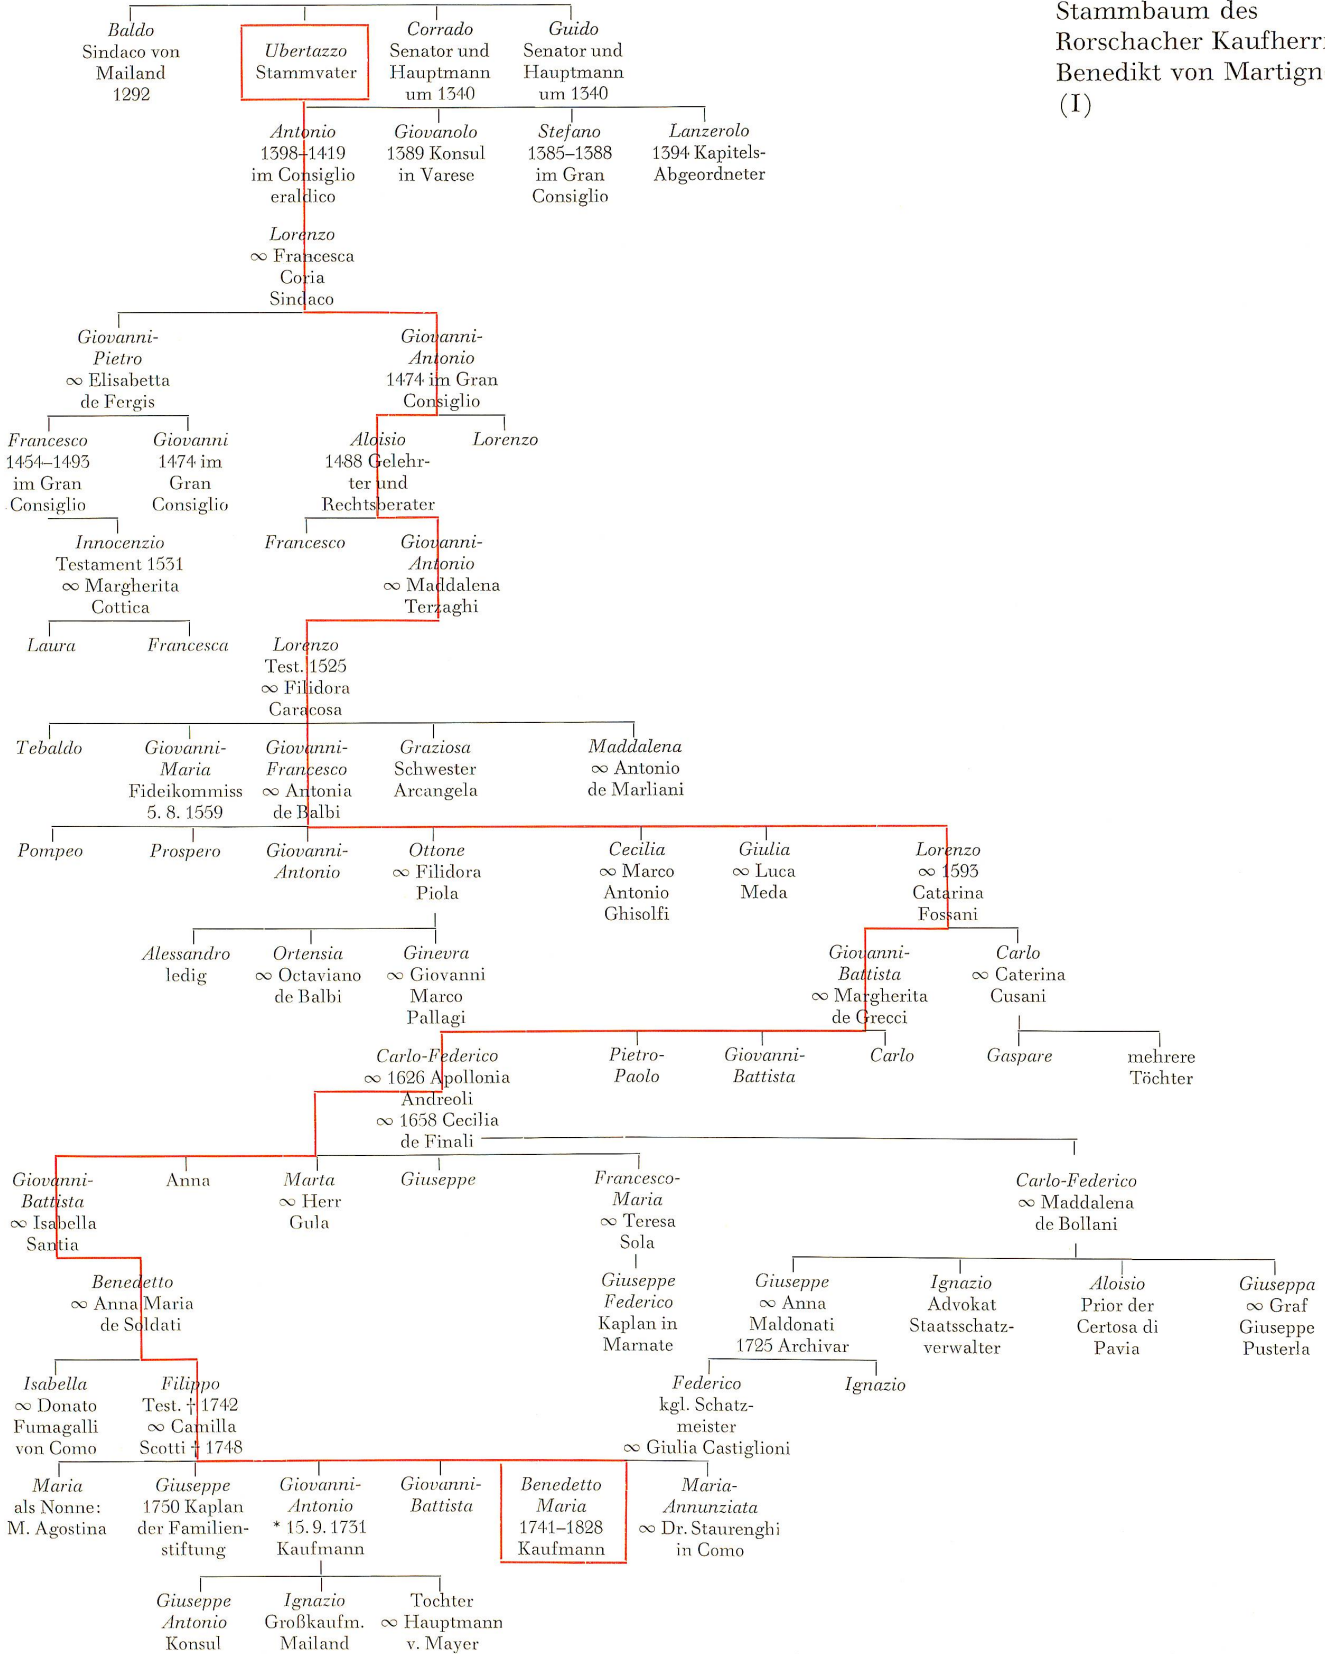 Stammbaum des
Rorschacher Kaufherrn
Benedikt von Martign
(I)
Baldo
Sindaco von
Mailand
1292
Ubertazzo
Stammvater
Corrado
Senator und
Hauptmann
um 1340
Guido
Senator und
Hauptmann
um 1340
Antonio
1398–1419
im Consiglio
eraldico
Giovanolo
1389 Konsul
in Varese
Stefano
1385–1388
im Gran
Consiglio
Lanzerolo
1394 Kapitels-
Abgeordneter
Lorenzo
∞ Francesca
Coria
Sindaco
Giovanni-
Pietro
∞ Elisabetta
de Fergis
Giovanni-
Antonio
1474 im Gran
Consiglio
Francesco
1454–1493
im Gran
Consiglio
Giovanni
1474 im
Gran
Consiglio
Aloisio
1488 Gelehr-
ter und
Rechtsberater
Lorenzo
Innocenzio
Testament 1531
∞ Margherita
Cottica
Francesco
Giovanni-
Antonio
∞ Maddalena
Terzaghi
Laura
Francesca
Lorenzo
Test. 1525
∞ Filidora
Caracosa
Tebaldo
Giovanni-
Maria
Fideikommiss
5. 8. 1559
Giovanni-
Francesco
∞ Antonia
de Balbi
Graziosa
Schwester
Arcangela
Maddalena
∞ Antonio
de Marliani
Pompeo
Prospero
Giovanni-
Antonio
Ottone
∞ Filidora
Piola
Cecilia
∞ Marco
Antonio
Ghisolfi
Giulia
∞ Luca
Meda
Lorenzo
∞ 1593
Catarina
Fossani
Alessandro
ledig
Ortensia
∞ Octaviano
de Balbi
Ginevra
∞ Giovanni
Marco
Pallagi
Giovanni-
Battista
∞ Margherita
de Grecci
Carlo
∞ Caterina
Cusani
Carlo-Federico
∞ 1626 Apollonia
Andreoli
∞ 1658 Cecilia
de Finali
Pietro-
Paolo
Giovanni-
Battista
Carlo
Gaspare
mehrere
Töchter
Giovanni-
Battista
∞ Isabella
Santia
Anna
Marta
∞ Herr
Gula
Giuseppe
Francesco-
Maria
∞ Teresa
Sola
Carlo-Federico
∞ Maddalena
de Bollani
Benedetto
∞ Anna Maria
de Soldati
Giuseppe
Federico
Kaplan in
Marnate
Giuseppe
∞ Anna
Maldonati
1725 Archivar
Ignazio
Advokat
Staatsschatz-
verwalter
Aloisio
Prior der
Certosa di
Pavia
Giuseppa
∞ Graf
Giuseppe
Pusterla
Isabella
∞ Donato
Fumagalli
von Como
Filippo
Test. † 1742
∞ Camilla
Scotti † 1748
Federico
kgl. Schatz-
meister
∞ Giulia Castiglioni
Ignazio
Maria
als Nonne:
M. Agostina
Giuseppe
1750 Kaplan
der Familien-
stiftung
Giovanni-
Antonio
* 15. 9. 1731
Kaufmann
Giovanni-
Battista
Benedetto
Maria
1741–1828
Kaufmann
Maria-
Annunziata
∞ Dr. Staurenghi
in Como
Giuseppe
Antonio
Konsul
Ignazio
Großkaufm.
Mailand
Tochter
∞ Hauptmann
v. Mayer